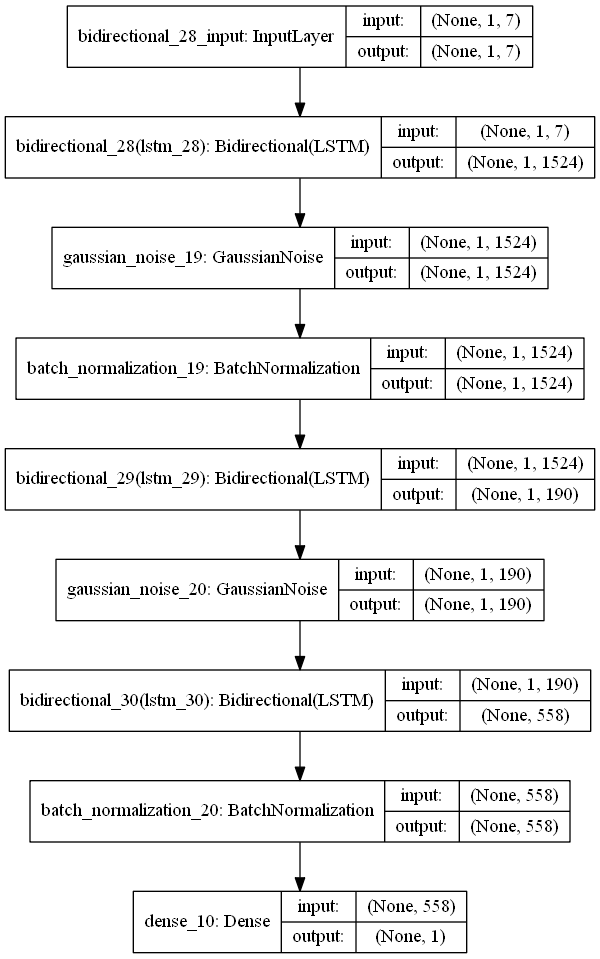 bidirectional_28_input: InputLayer
input: (None, 1, 7)
output: (None, 1, 7)
bidirectional_28(lstm_28): Bidirectional(LSTM)
input: (None, 1, 7)
output: (None, 1, 1524)
gaussian_noise_19: GaussianNoise
input: (None, 1, 1524)
output: (None, 1, 1524)
batch_normalization_19: BatchNormalization
input: (None, 1, 1524)
output: (None, 1, 1524)
bidirectional_29(lstm_29): Bidirectional(LSTM)
input: (None, 1, 1524)
output: (None, 1, 190)
gaussian_noise_20: GaussianNoise
input: (None, 1, 190)
output: (None, 1, 190)
bidirectional_30(lstm_30): Bidirectional(LSTM)
input: (None, 1, 190)
output: (None, 558)
batch_normalization_20: BatchNormalization
input: (None, 558)
output: (None, 558)
dense_10: Dense
input: (None, 558)
output: (None, 1)